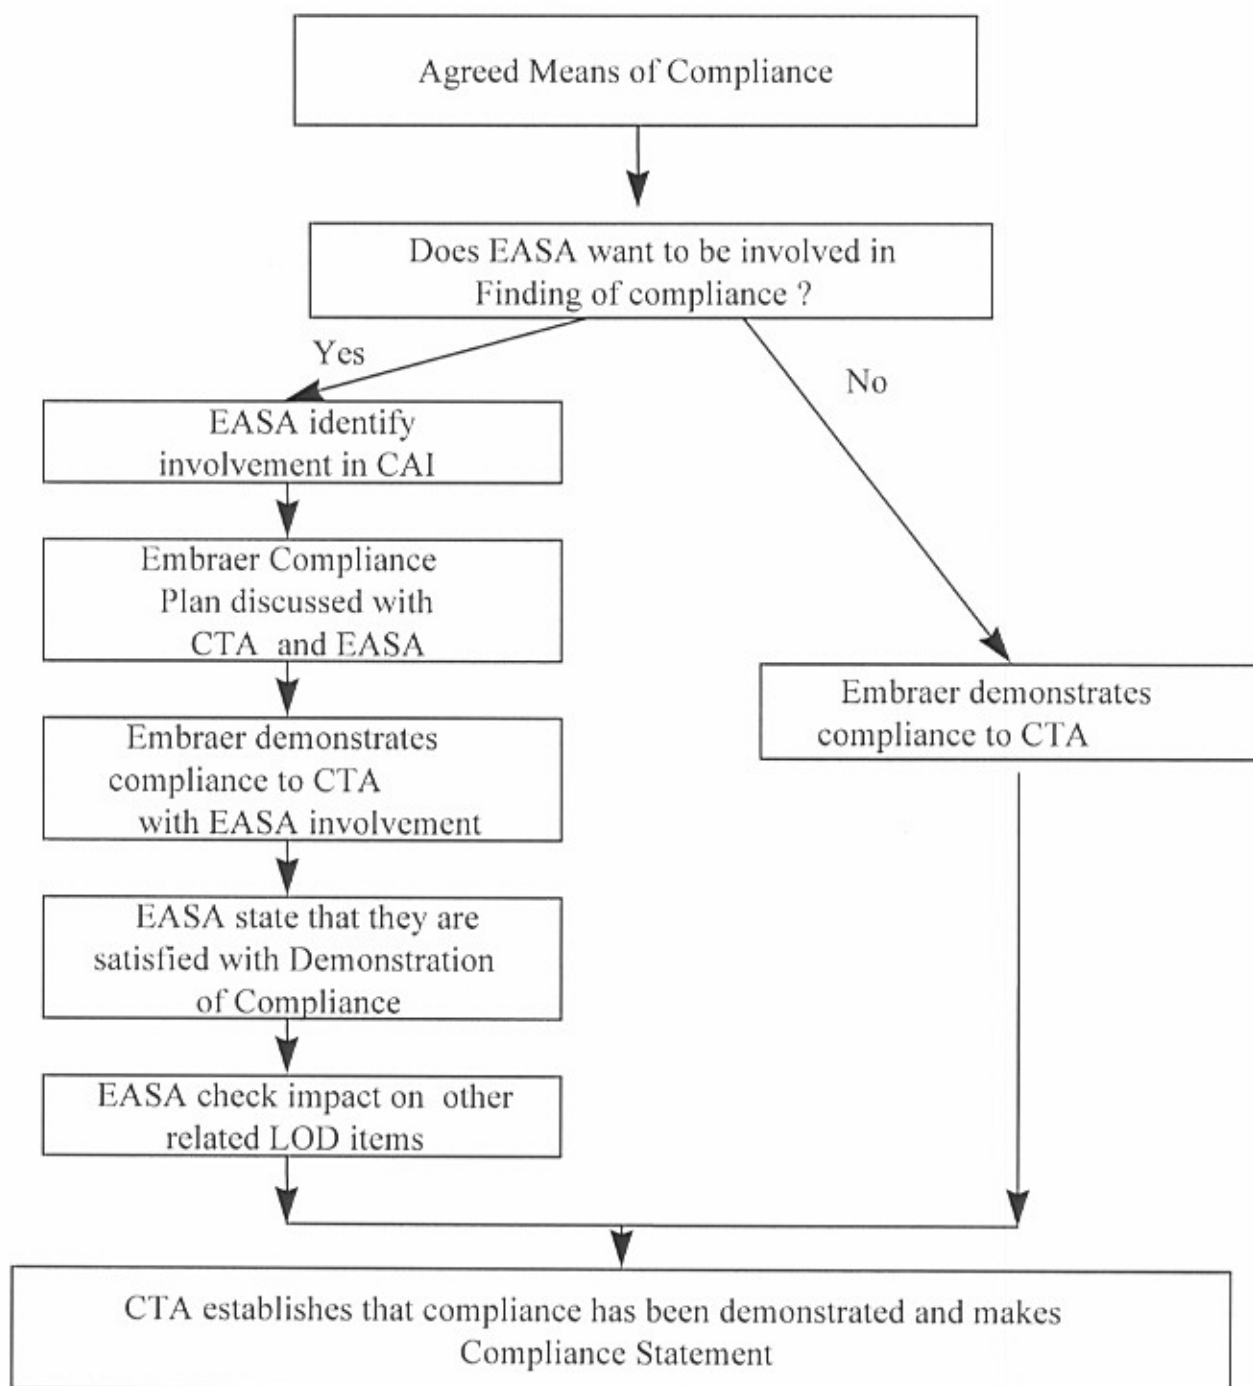 Agreed Means of Compliance
Does EASA want to be involved in
Finding of compliance ?
Yes
No
EASA identify
involvement in CAI
Embraer Compliance
Plan discussed with
CTA and EASA
Embraer demonstrates
compliance to CTA
Embraer demonstrates
compliance to CTA
with EASA involvement
EASA state that they are
satisfied with Demonstration
of Compliance
EASA check impact on other
related LOD items
CTA establishes that compliance has been demonstrated and makes
Compliance Statement